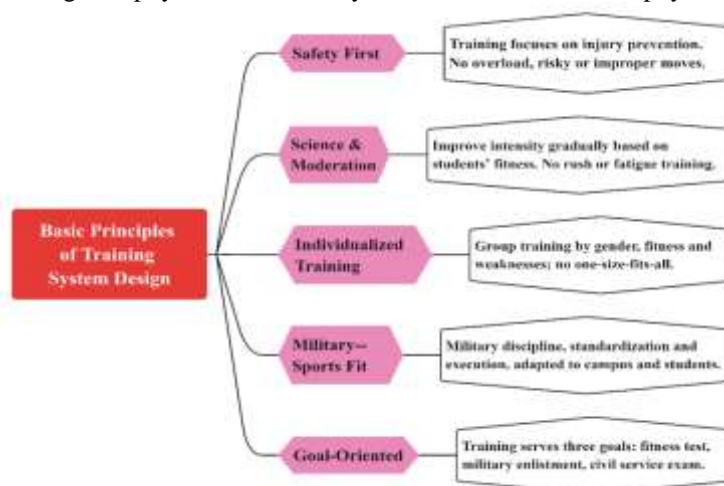 Basic Principles
of Training
System Design
Safety First
Training focuses on injury prevention.
No overload, risky or improper moves.
Science &
Moderation
Improve intensity gradually based on
students' fitness. No rush or fatigue training.
Individualized
Training
Group training by gender, fitness and
weaknesses; no one-size-fits-all.
Military--
Sports Fit
Military discipline, standardization and
execution, adapted to campus and students.
Goal-Oriented
Training serves three goals: fitness test,
military enlistment, civil service exam.